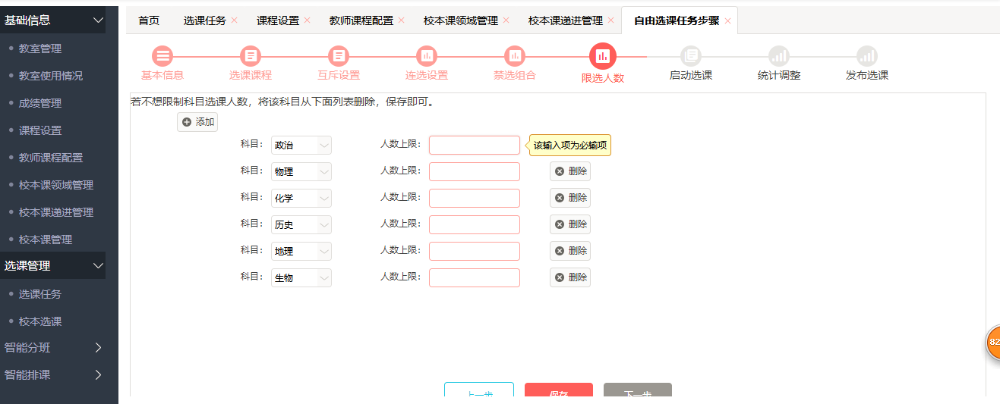 基础信息
教室管理
教室使用情况
成绩管理
课程设置
教师课程配置
校本课领域管理
校本课递进管理
校本课管理
选课管理
选课任务
校本选课
智能分班
智能排课
首页 选课任务 课程设置 教师课程配置 校本课领域管理 校本课递进管理 自由选课任务步骤
基本信息 选课课程 互斥设置 连选设置 禁选组合 限选人数 启动选课 统计调整 发布选课
若不想限制科目选课人数，将该科目从下面列表删除，保存即可。
添加
科目： 政治 人数上限： 该输入项为必输项
科目： 物理 人数上限： 删除
科目： 化学 人数上限： 删除
科目： 历史 人数上限： 删除
科目： 地理 人数上限： 删除
科目： 生物 人数上限： 删除
上一步 保存 下一步
82